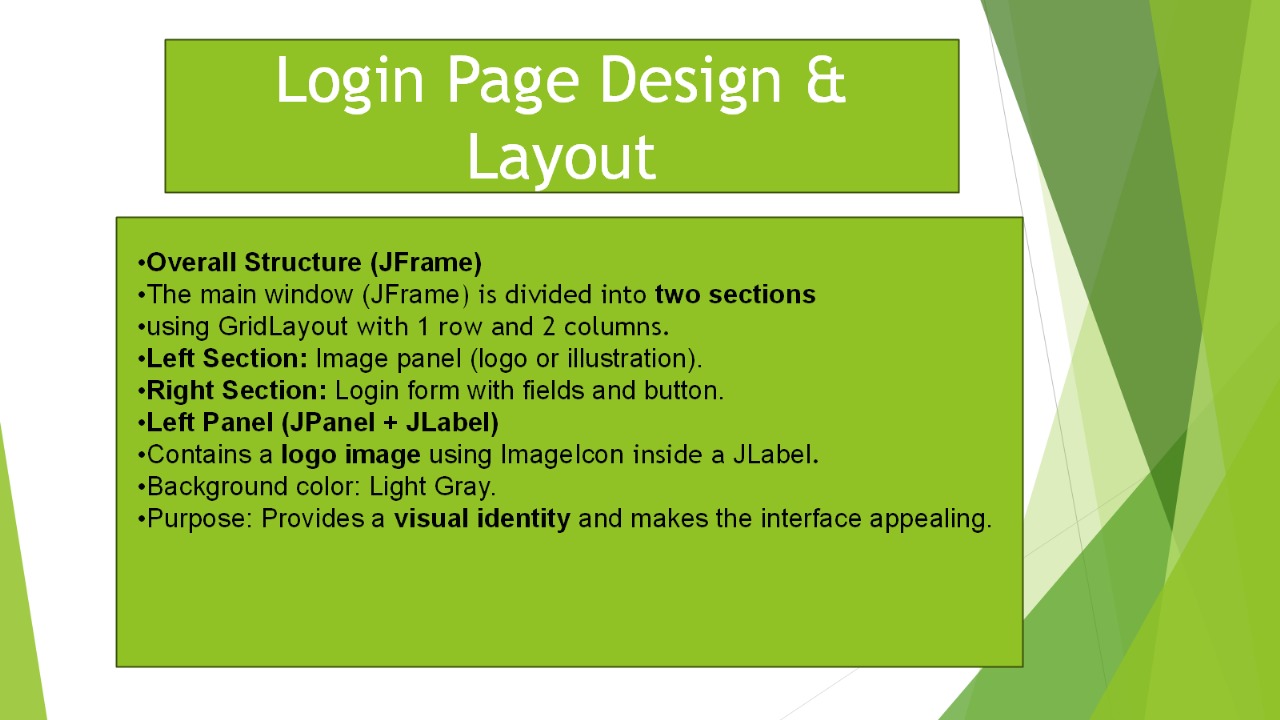 Login Page Design &
Layout
•Overall Structure (JFrame)
•The main window (JFrame) is divided into two sections
•using GridLayout with 1 row and 2 columns.
•Left Section: Image panel (logo or illustration).
•Right Section: Login form with fields and button.
•Left Panel (JPanel + JLabel)
•Contains a logo image using ImageIcon inside a JLabel.
•Background color: Light Gray.
•Purpose: Provides a visual identity and makes the interface appealing.